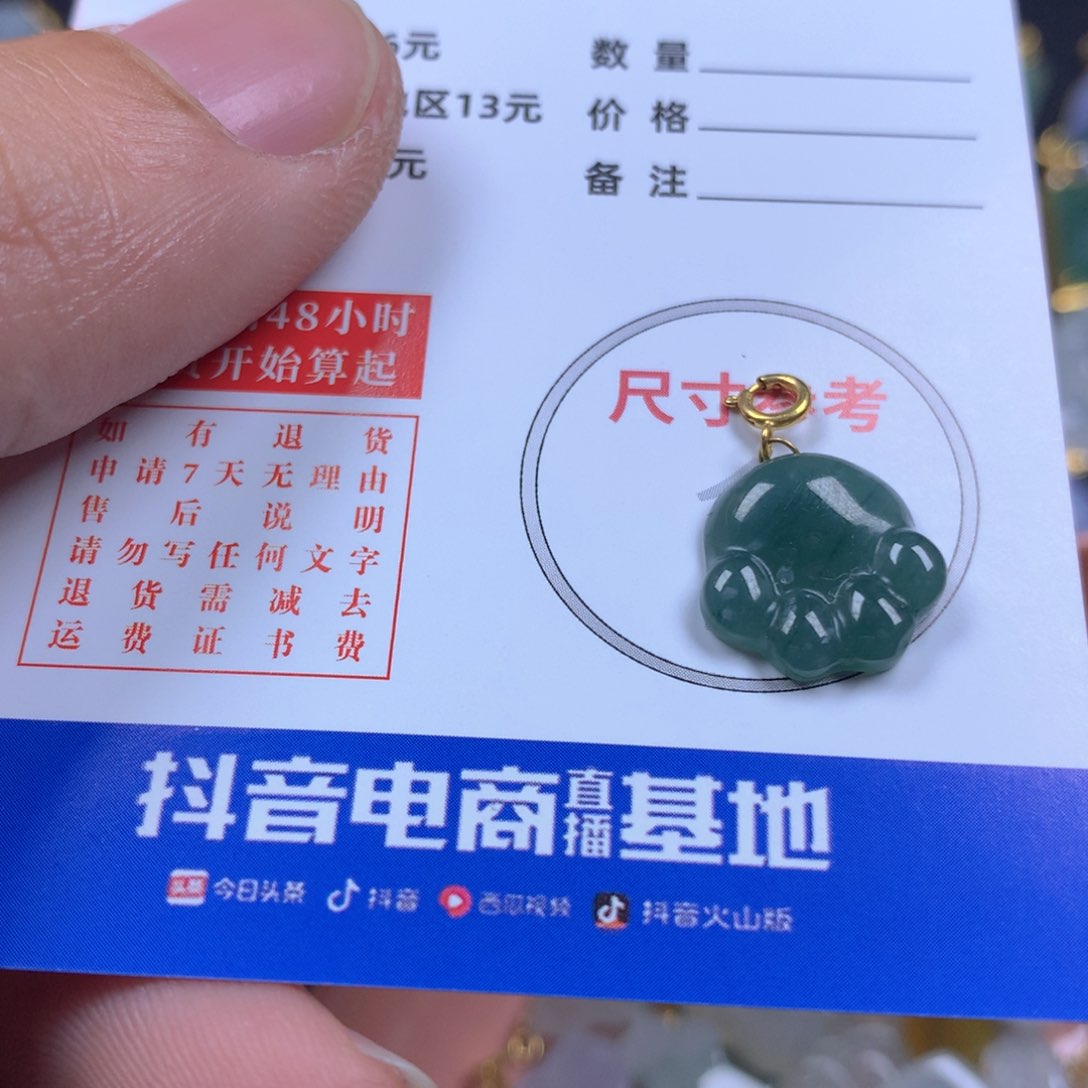 6元
区13元
元
数量
价格
备注
48小时
开始算起
如有退货
申请7天无理由
售后说明
请勿写任何文字
退货需减去
运费证书费
尺寸参考
抖音电商直播基地
头条 今日头条 抖音 西瓜视频 抖音火山版